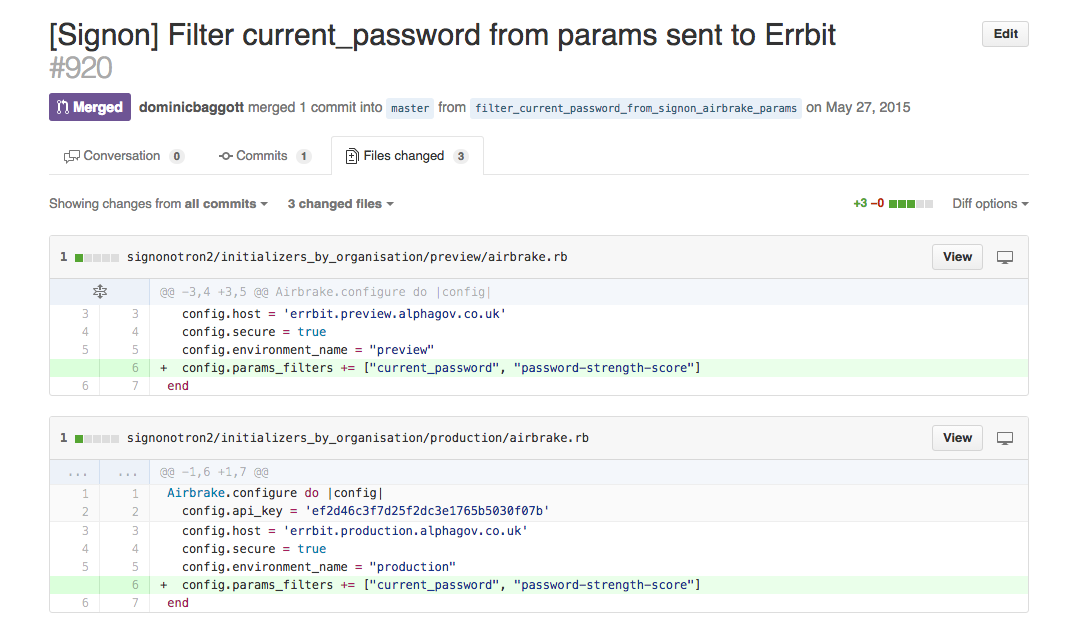 [Signon] Filter current_password from params sent to Errbit
Edit
#920
Merged dominicbaggott merged 1 commit into master from filter_current_password_from_signon_airbrake_params on May 27, 2015
Conversation 0 Commits 1 Files changed 3
Showing changes from all commits 3 changed files +3 −0 Diff options
1 signonotron2/initializers_by_organisation/preview/airbrake.rb View
@@ -3,4 +3,5 @@ Airbrake.configure do |config|
3 3 config.host = 'errbit.preview.alphagov.co.uk'
4 4 config.secure = true
5 5 config.environment_name = "preview"
6 + config.params_filters += ["current_password", "password-strength-score"]
6 7 end
1 signonotron2/initializers_by_organisation/production/airbrake.rb View
... ... @@ -1,6 +1,7 @@
1 1 Airbrake.configure do |config|
2 2 config.api_key = 'ef2d46c3f7d25f2dc3e1765b5030f07b'
3 3 config.host = 'errbit.production.alphagov.co.uk'
4 4 config.secure = true
5 5 config.environment_name = "production"
6 + config.params_filters += ["current_password", "password-strength-score"]
6 7 end